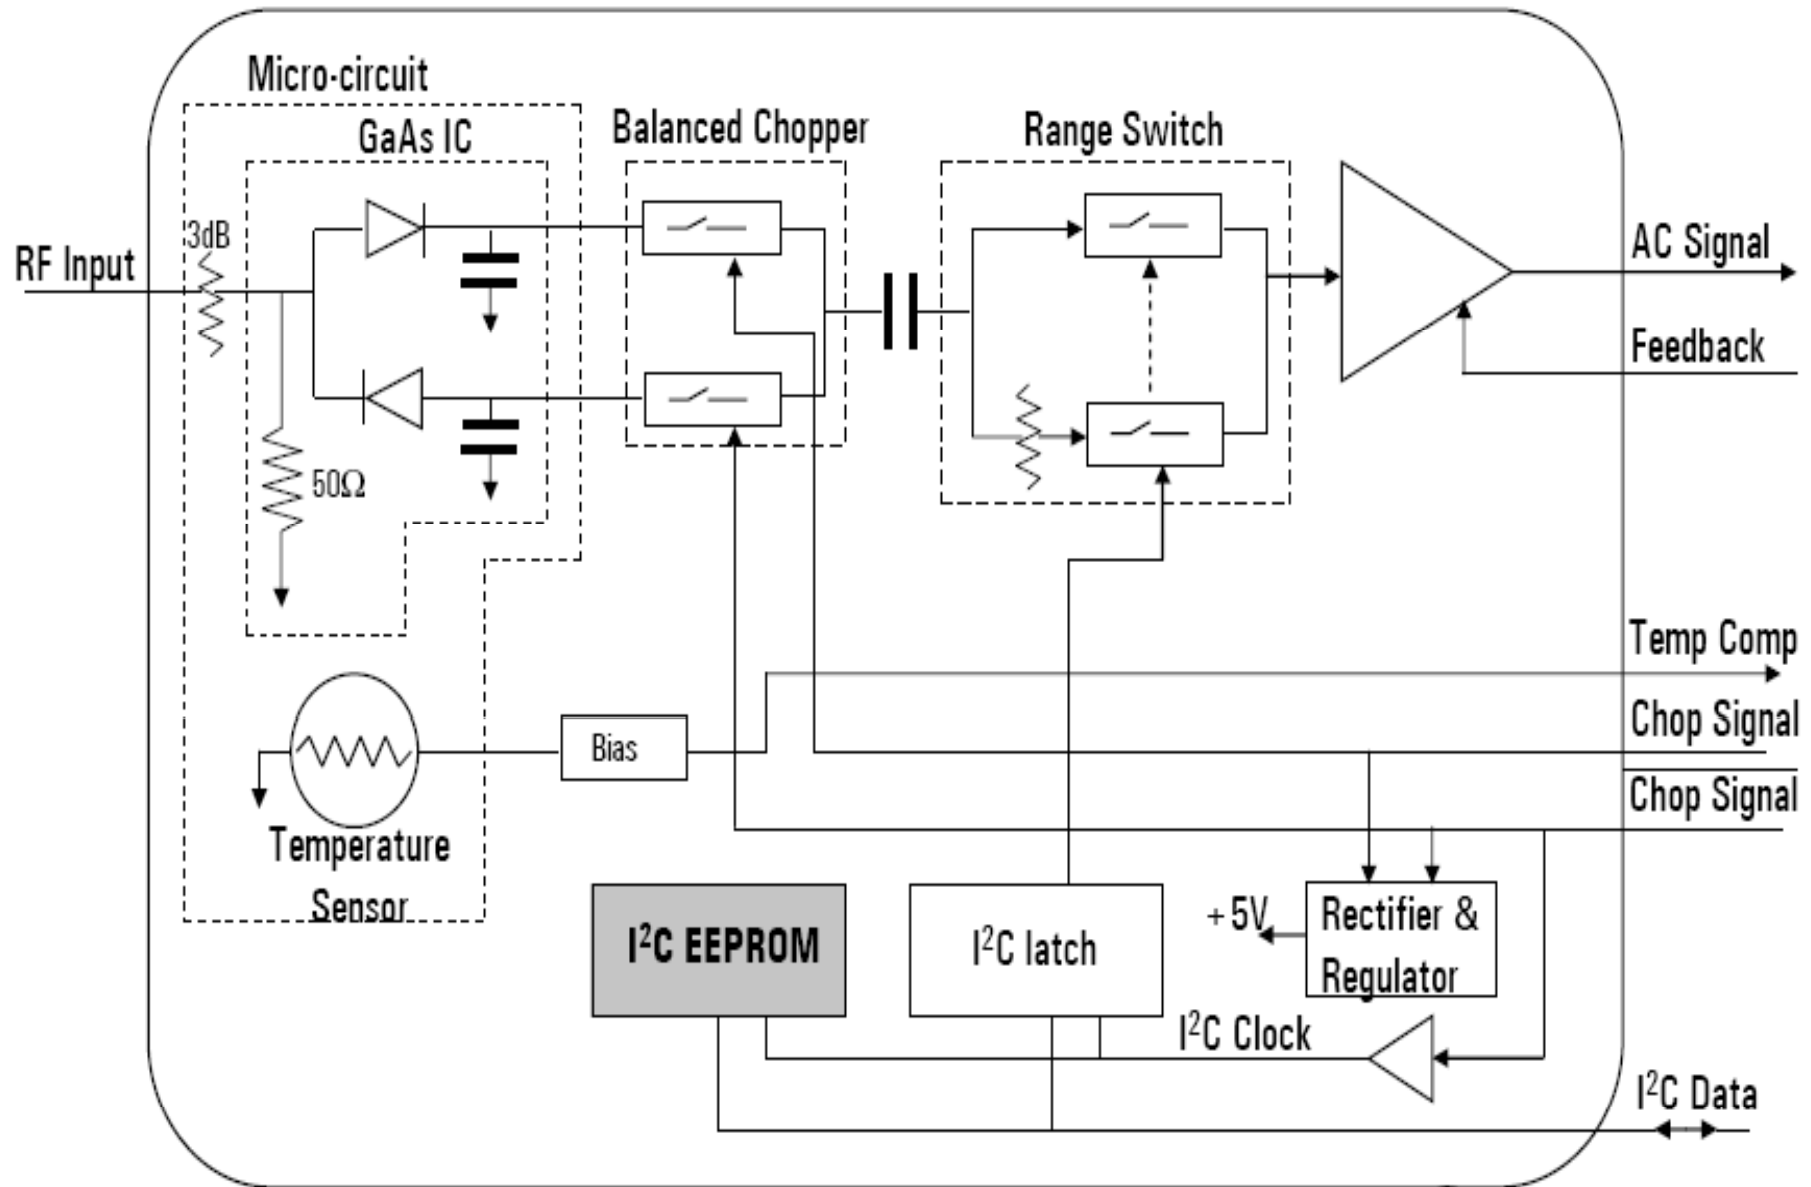 Micro-circuit
GaAs IC
Balanced Chopper
Range Switch
3dB
RF Input
AC Signal
Feedback
50Ω
Temp Comp
Chop Signal
Bias
Chop Signal
Temperature
Sensor
I²C EEPROM
I²C latch
+5V
Rectifier &
Regulator
I²C Clock
I²C Data